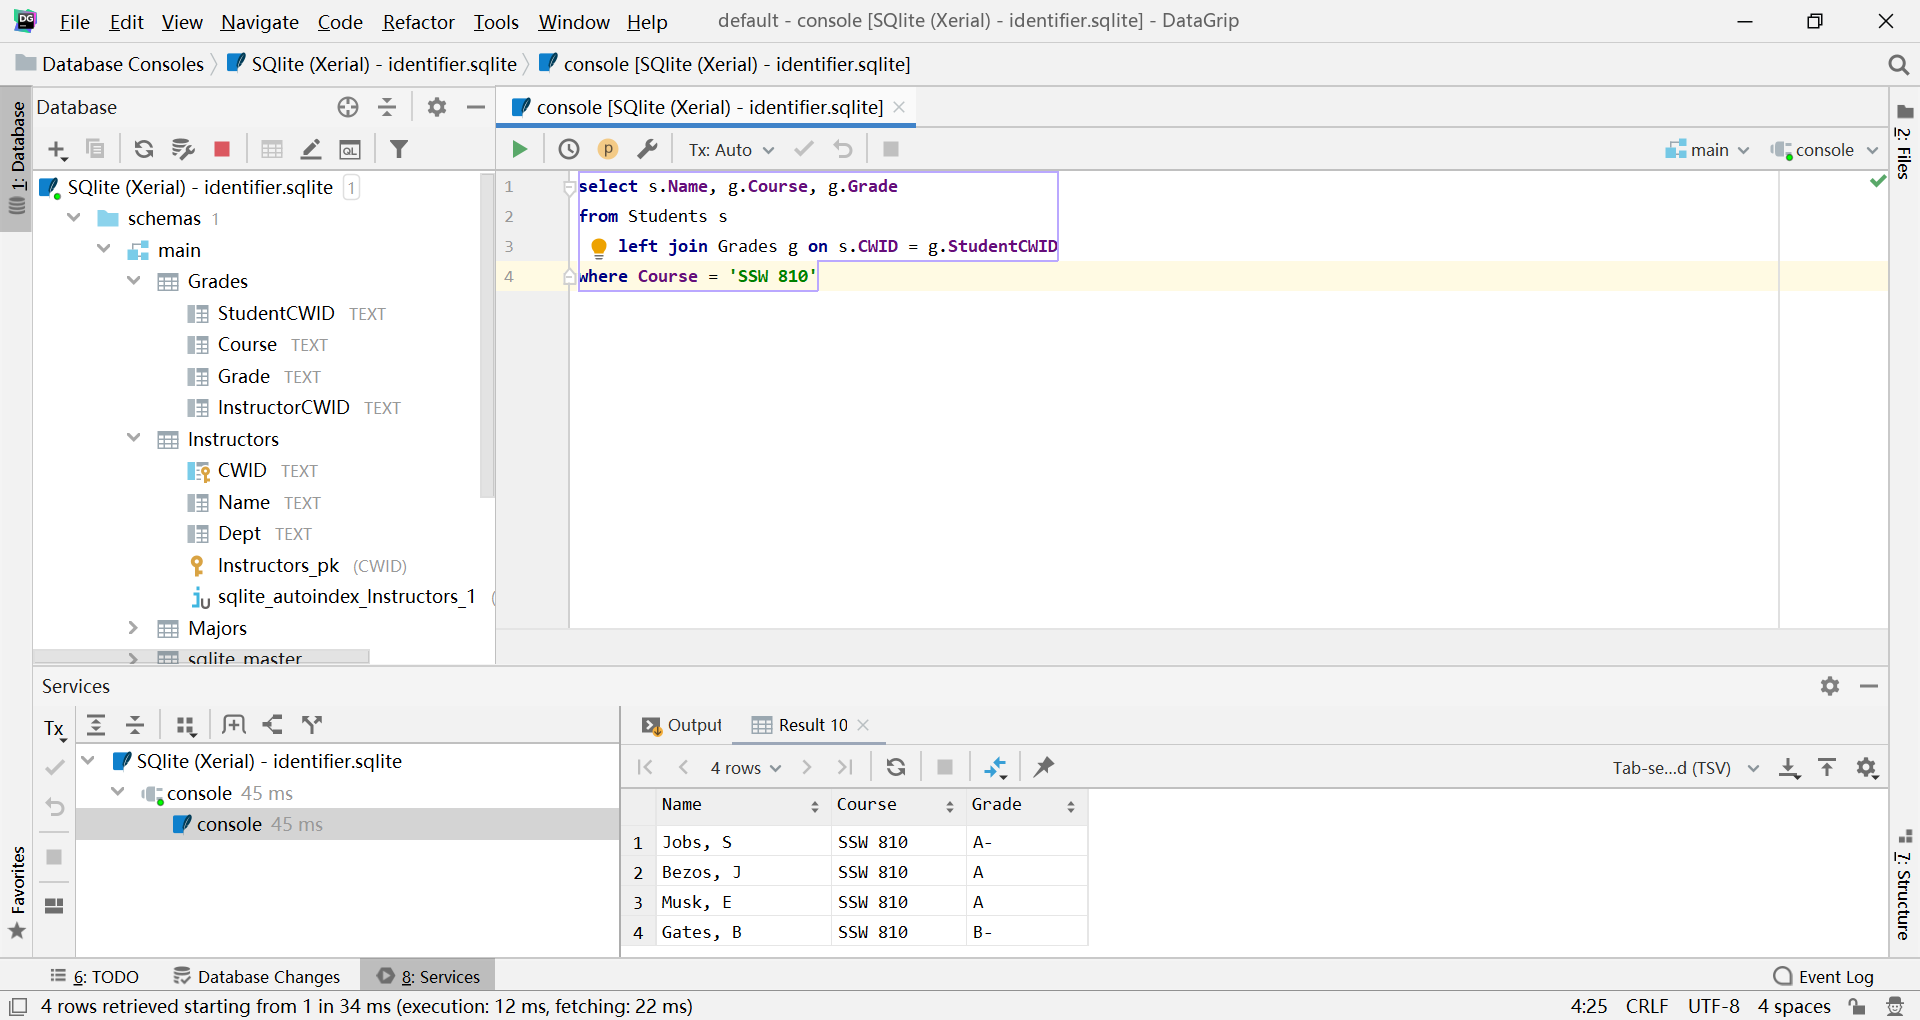 File Edit View Navigate Code Refactor Tools Window Help default - console [SQlite (Xerial) - identifier.sqlite] - DataGrip
Database Consoles SQlite (Xerial) - identifier.sqlite console [SQlite (Xerial) - identifier.sqlite]
1: Database
Database
console [SQlite (Xerial) - identifier.sqlite]
2: Files
Tx: Auto main console
SQlite (Xerial) - identifier.sqlite 1
schemas 1
main
Grades
StudentCWID TEXT
Course TEXT
Grade TEXT
InstructorCWID TEXT
Instructors
CWID TEXT
Name TEXT
Dept TEXT
Instructors_pk (CWID)
sqlite_autoindex_Instructors_1 (
Majors
sqlite_master
1 select s.Name, g.Course, g.Grade
2 from Students s
3 left join Grades g on s.CWID = g.StudentCWID
4 where Course = 'SSW 810'
Services
Tx
SQlite (Xerial) - identifier.sqlite
console 45 ms
console 45 ms
Output Result 10
4 rows Tab-se...d (TSV)
Name Course Grade
1 Jobs, S SSW 810 A-
2 Bezos, J SSW 810 A
3 Musk, E SSW 810 A
4 Gates, B SSW 810 B-
Favorites
7: Structure
6: TODO Database Changes 8: Services Event Log
4 rows retrieved starting from 1 in 34 ms (execution: 12 ms, fetching: 22 ms) 4:25 CRLF UTF-8 4 spaces